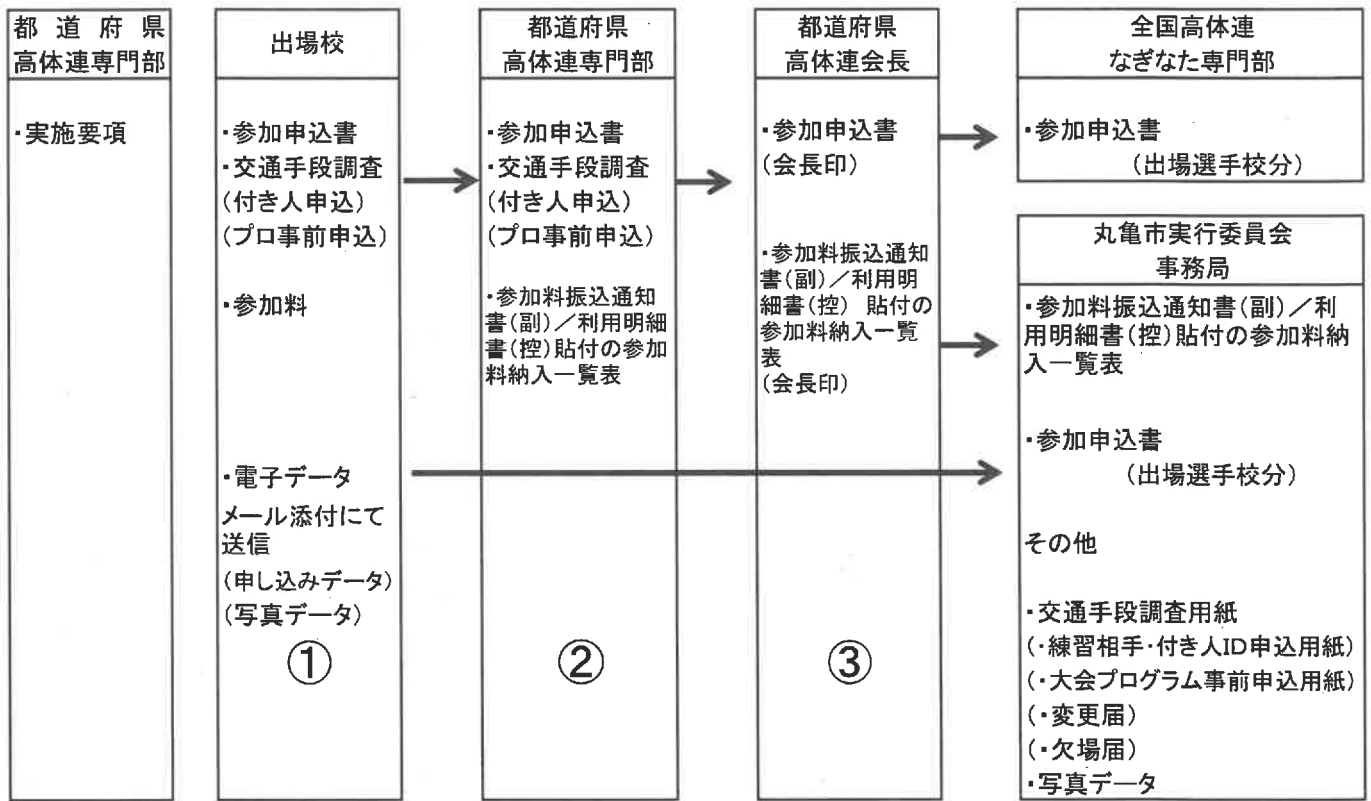 都道府県
高体連専門部
・実施要項
出場校
・参加申込書
・交通手段調査
(付き人申込)
(プロ事前申込)
・参加料
・電子データ
メール添付にて
送信
(申し込みデータ)
(写真データ)
①
都道府県
高体連専門部
・参加申込書
・交通手段調査
(付き人申込)
(プロ事前申込)
・参加料振込通知
書(副)/利用明細
書(控)貼付の参加
料納入一覧表
②
都道府県
高体連会長
・参加申込書
(会長印)
・参加料振込通知
書(副)/利用明
細書(控) 貼付の
参加料納入一覧
表
(会長印)
③
全国高体連
なぎなた専門部
・参加申込書
(出場選手校分)
丸亀市実行委員会
事務局
・参加料振込通知書(副)/利
用明細書(控)貼付の参加料納
入一覧表
・参加申込書
(出場選手校分)
その他
・交通手段調査用紙
(・練習相手・付き人ID申込用紙)
(・大会プログラム事前申込用紙)
(・変更届)
(・欠場届)
・写真データ